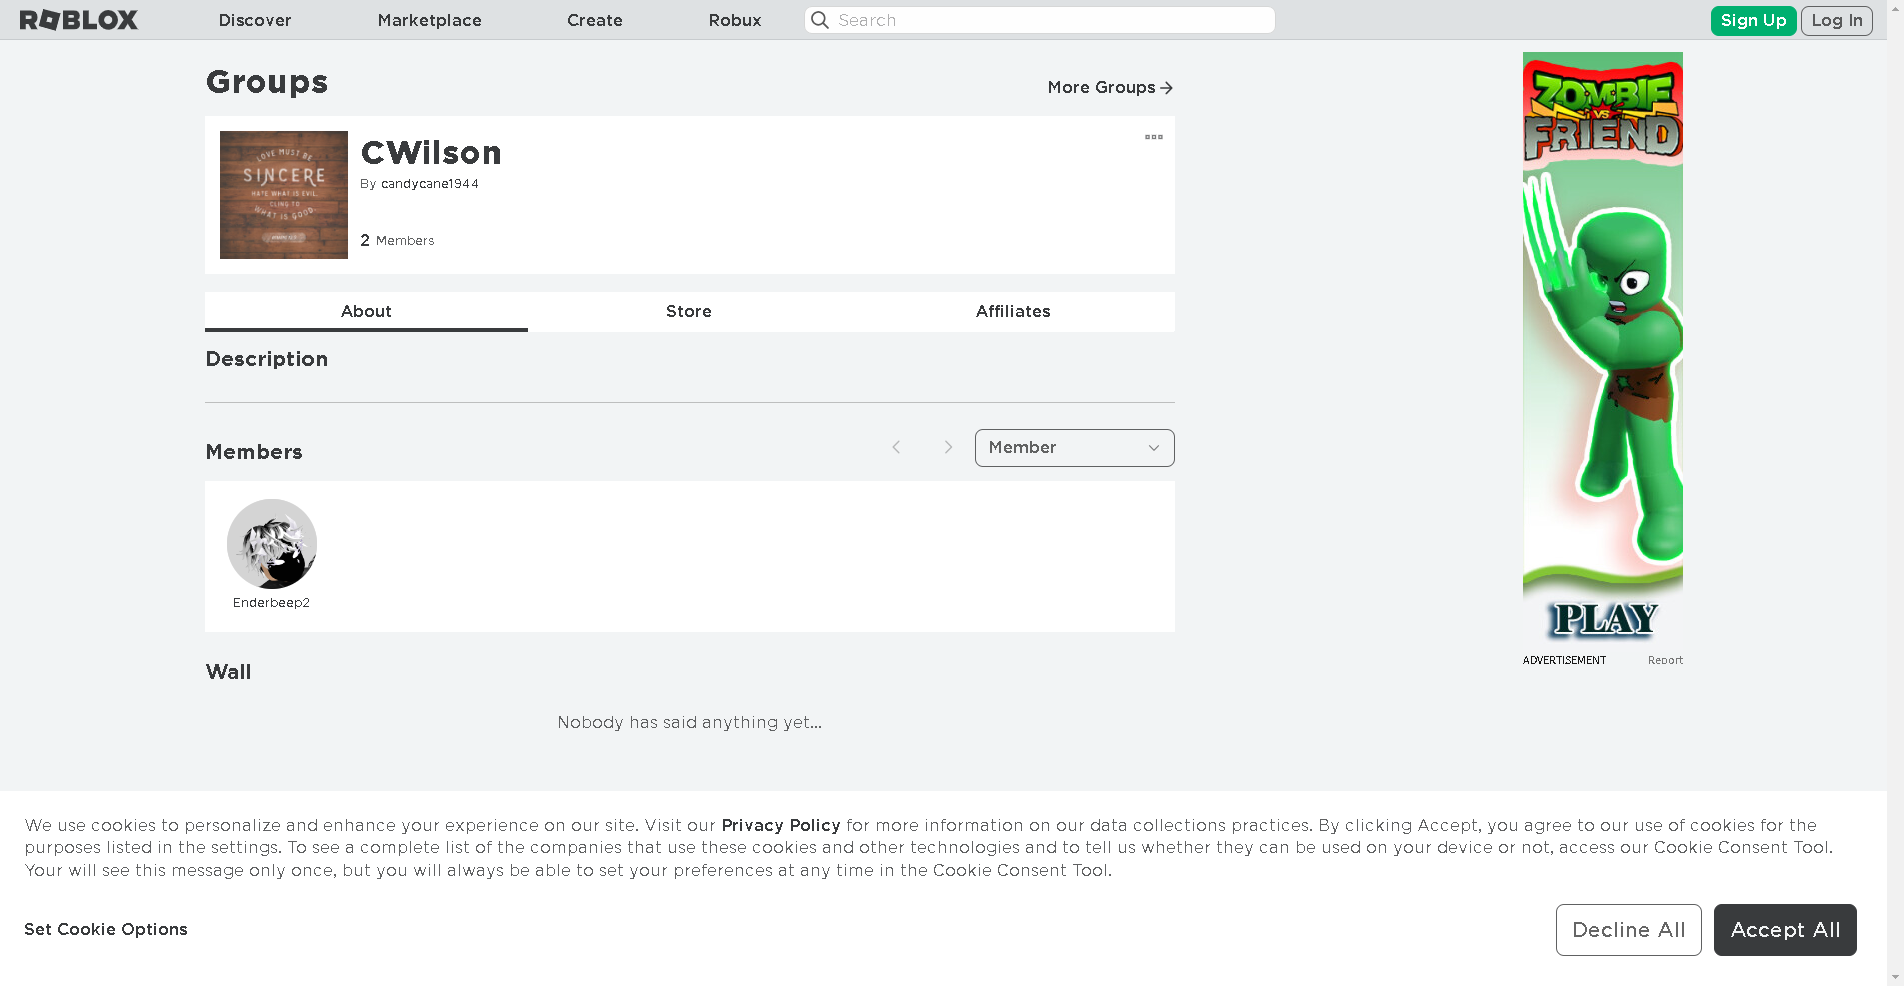 ROBLOX Discover Marketplace Create Robux Search Sign Up Log In
Groups
More Groups
LOVE MUST BE
SINCERE
HATE WHAT IS EVIL,
CLING TO
WHAT IS GOOD.
CWilson
By candycane1944
2 Members
About Store Affiliates
Description
Members
Member
Enderbeep2
Wall
Nobody has said anything yet...
ZOMBIE
VS
FRIEND
PLAY
ADVERTISEMENT Report
We use cookies to personalize and enhance your experience on our site. Visit our Privacy Policy for more information on our data collections practices. By clicking Accept, you agree to our use of cookies for the
purposes listed in the settings. To see a complete list of the companies that use these cookies and other technologies and to tell us whether they can be used on your device or not, access our Cookie Consent Tool.
Your will see this message only once, but you will always be able to set your preferences at any time in the Cookie Consent Tool.
Set Cookie Options
Decline All Accept All